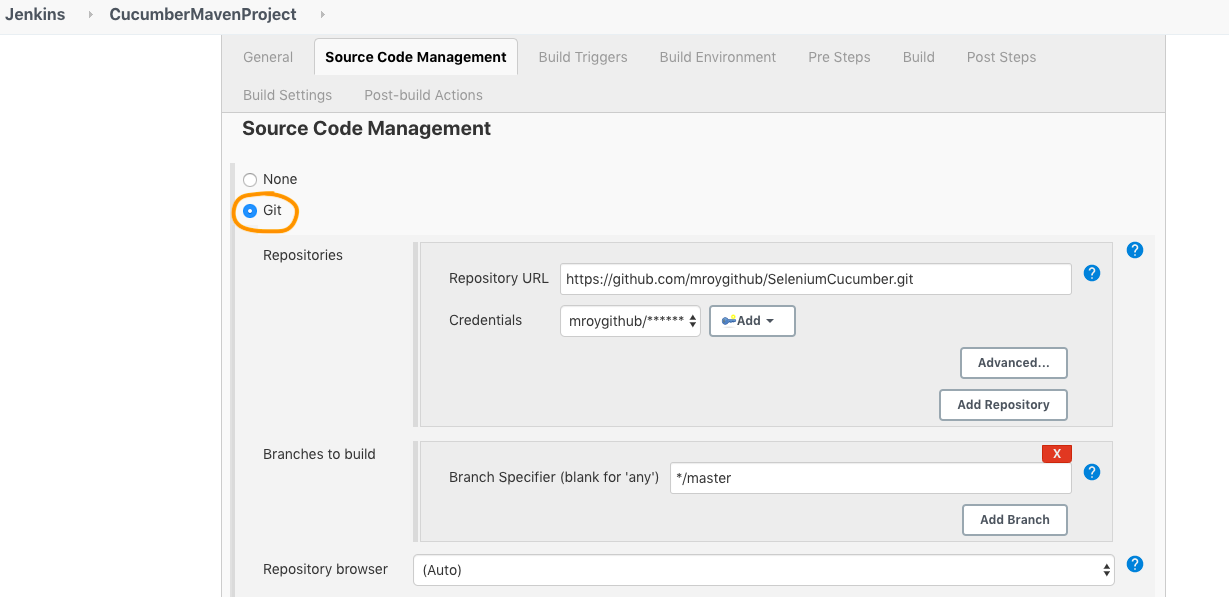 Jenkins CucumberMavenProject
General Source Code Management Build Triggers Build Environment Pre Steps Build Post Steps
Build Settings Post-build Actions
Source Code Management
None
Git
Repositories
?
Repository URL https://github.com/mroygithub/SeleniumCucumber.git ?
Credentials mroygithub/****** Add
Advanced...
Add Repository
Branches to build
X
Branch Specifier (blank for 'any') */master ?
Add Branch
Repository browser (Auto) ?